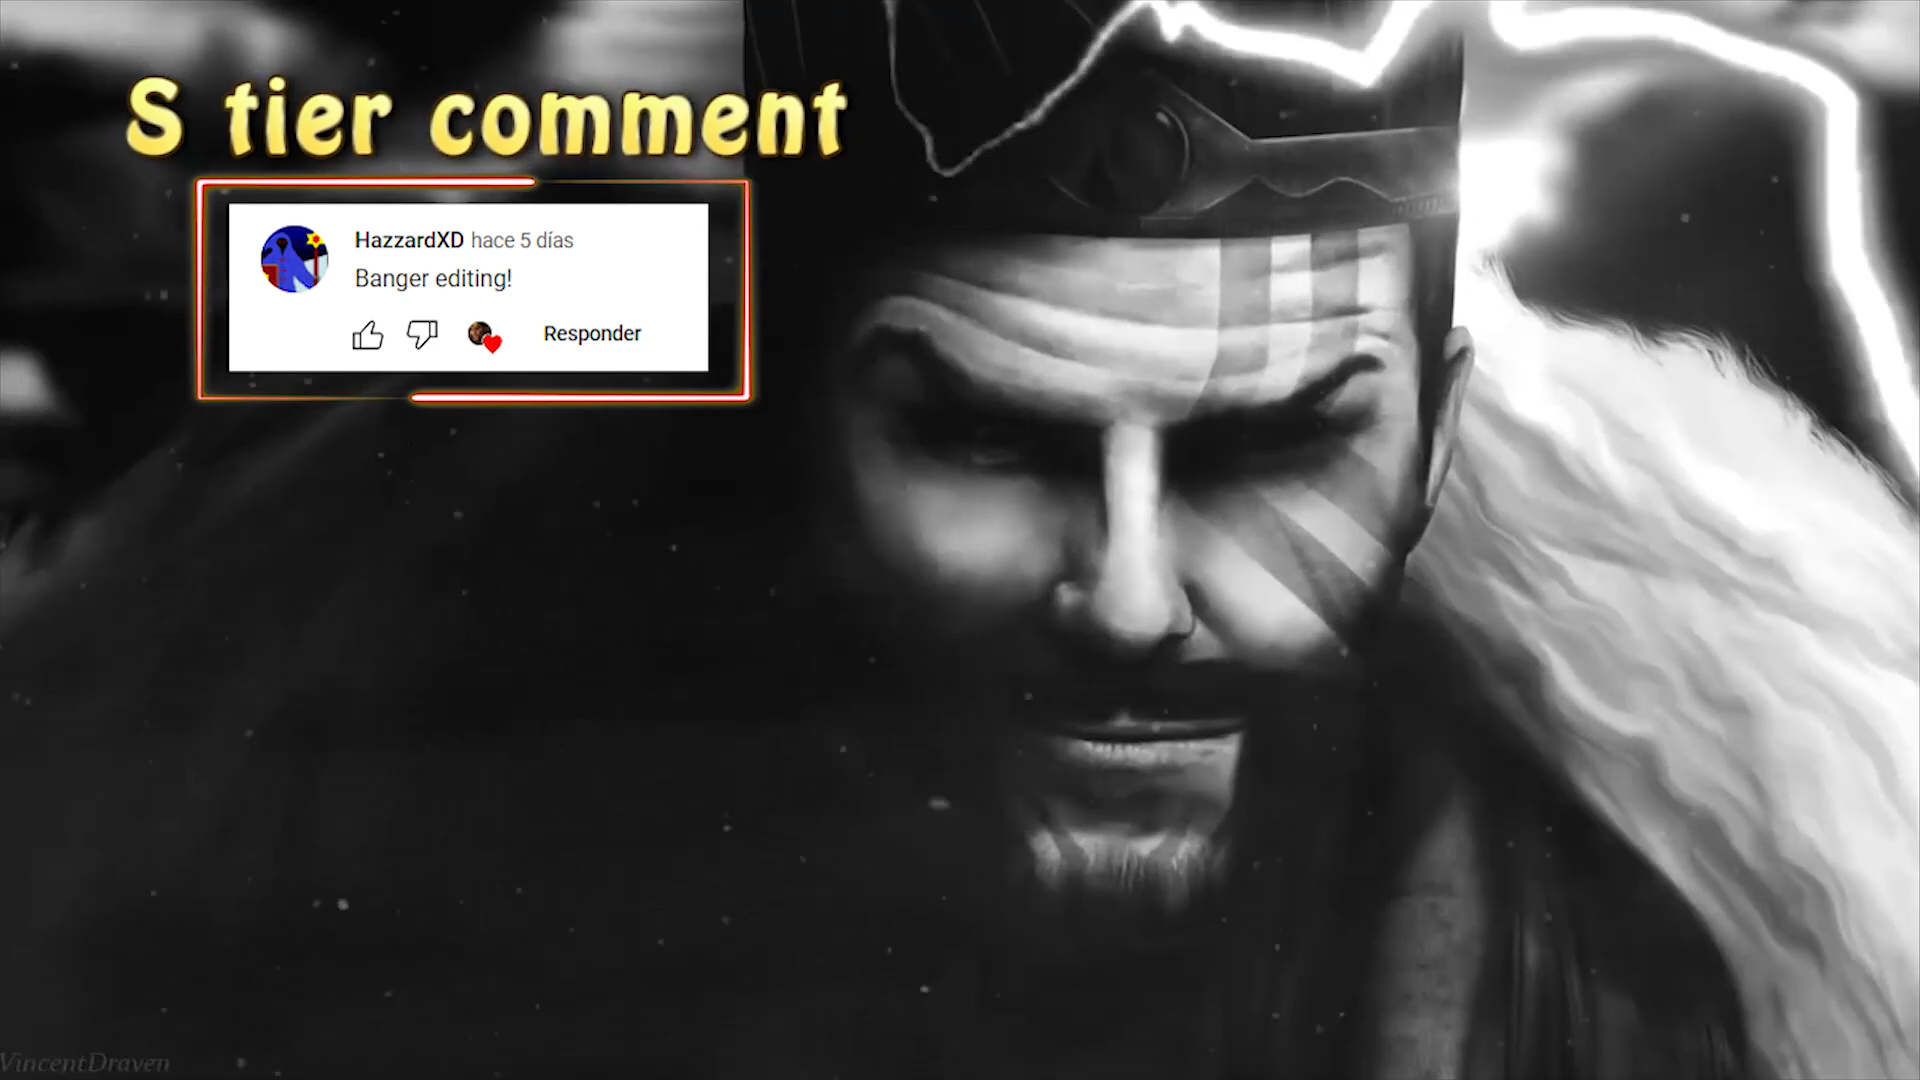 S tier comment
HazzardXD hace 5 días
Banger editing!
Responder
VincentDraven